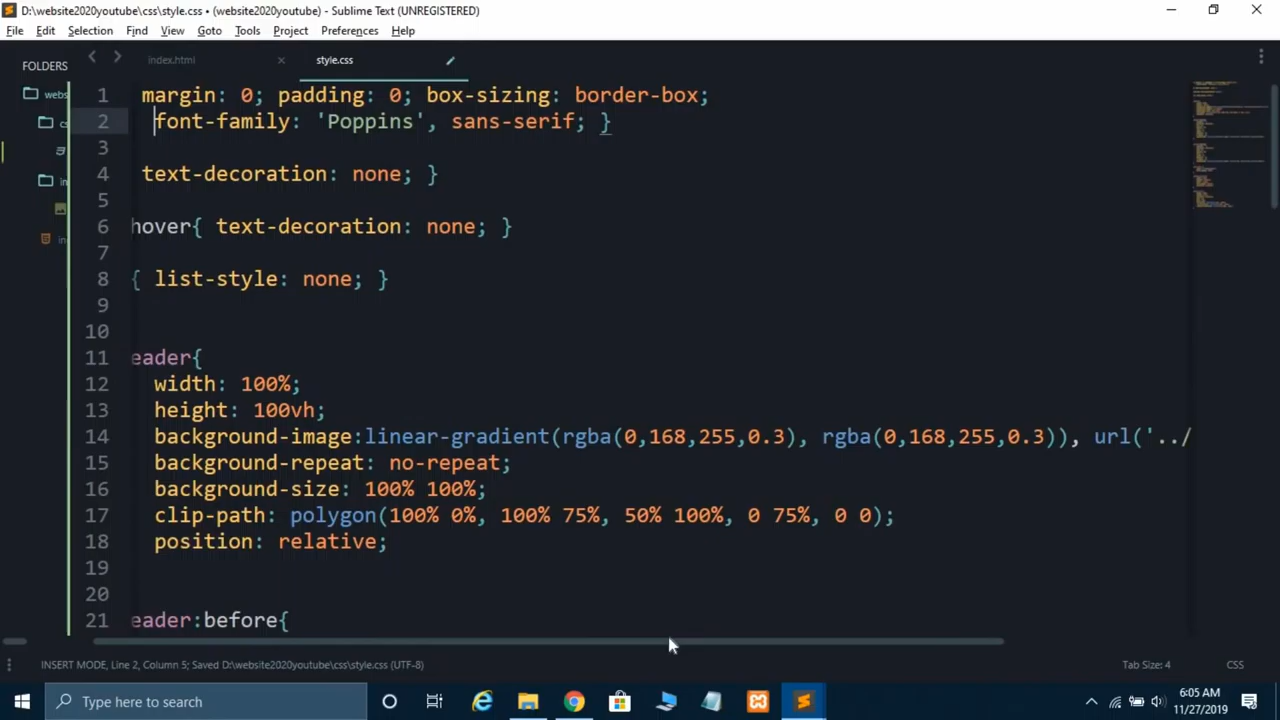 D:\website2020youtube\css\style.css • (website2020youtube) - Sublime Text (UNREGISTERED)
File Edit Selection Find View Goto Tools Project Preferences Help
FOLDERS
index.html
style.css
webs
in
in
1 margin: 0; padding: 0; box-sizing: border-box;
2 font-family: 'Poppins', sans-serif; }
3
4 text-decoration: none; }
5
6 hover{ text-decoration: none; }
7
8 { list-style: none; }
9
10
11 eader{
12 width: 100%;
13 height: 100vh;
14 background-image:linear-gradient(rgba(0,168,255,0.3), rgba(0,168,255,0.3)), url('../
15 background-repeat: no-repeat;
16 background-size: 100% 100%;
17 clip-path: polygon(100% 0%, 100% 75%, 50% 100%, 0 75%, 0 0);
18 position: relative;
19
20
21 eader:before{
INSERT MODE, Line 2, Column 5; Saved D:\website2020youtube\css\style.css (UTF-8)
Tab Size: 4
CSS
Type here to search
6:05 AM
11/27/2019